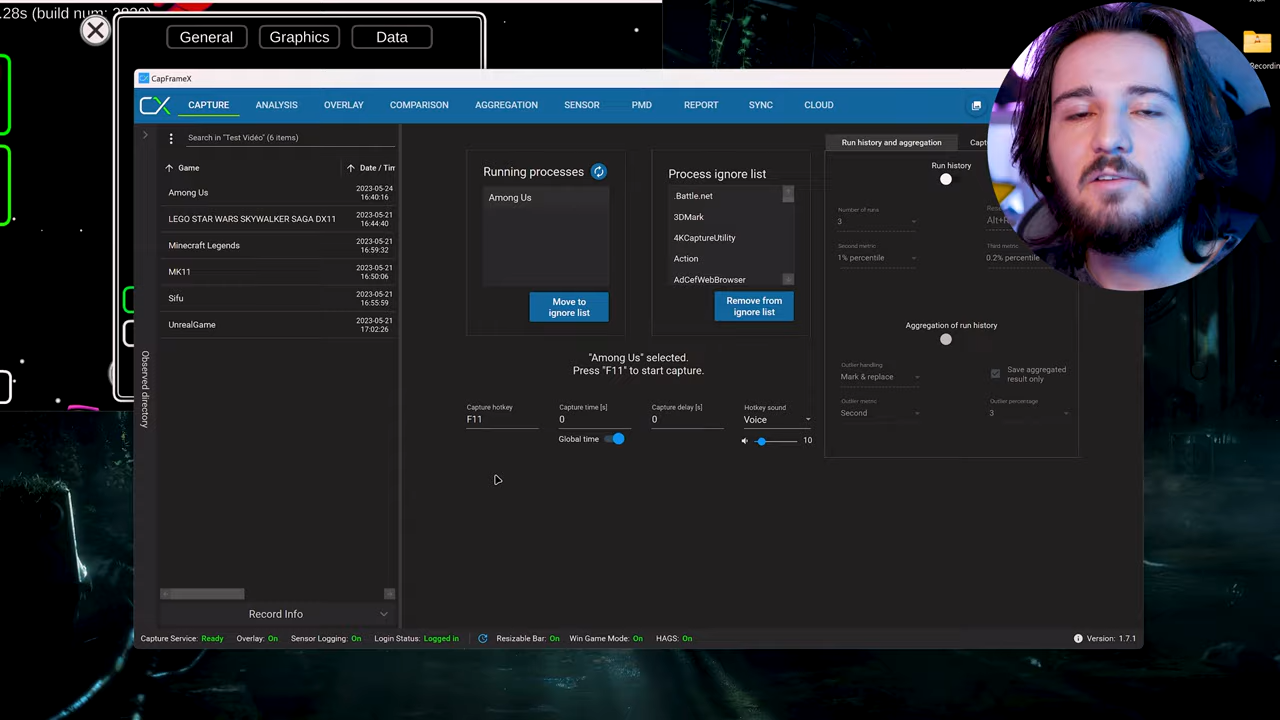 .28s (build num: 
General
Graphics
Data
CapFrameX
CX
CAPTURE
ANALYSIS
OVERLAY
COMPARISON
AGGREGATION
SENSOR
PMD
REPORT
SYNC
CLOUD
Search in "Test Vidéo" (6 items)
Game
Date / Tim
Among Us
2023-05-24
16:40:16
LEGO STAR WARS SKYWALKER SAGA DX11
2023-05-21
16:44:40
Minecraft Legends
2023-05-21
16:59:32
MK11
2023-05-21
16:50:06
Sifu
2023-05-21
16:55:59
UnrealGame
2023-05-21
17:02:26
Observed directory
Record Info
Running processes
Among Us
Move to
ignore list
Process ignore list
.Battle.net
3DMark
4KCaptureUtility
Action
AdCefWebBrowser
Remove from
ignore list
"Among Us" selected.
Press "F11" to start capture.
Capture hotkey
F11
Capture time [s]
0
Global time
Capture delay [s]
0
Hotkey sound
Voice
10
Run history and aggregation
Capt
Run history
Number of runs
3
Alt+R
Second metric
1% percentile
Third metric
0.2% percentile
Aggregation of run history
Outlier handling
Mark & replace
Save aggregated
result only
Outlier metric
Second
Outlier percentage
3
Capture Service: Ready
Overlay: On
Sensor Logging: On
Login Status: Logged in
Resizable Bar: On
Win Game Mode: On
HAGS: On
Version: 1.7.1
Recording